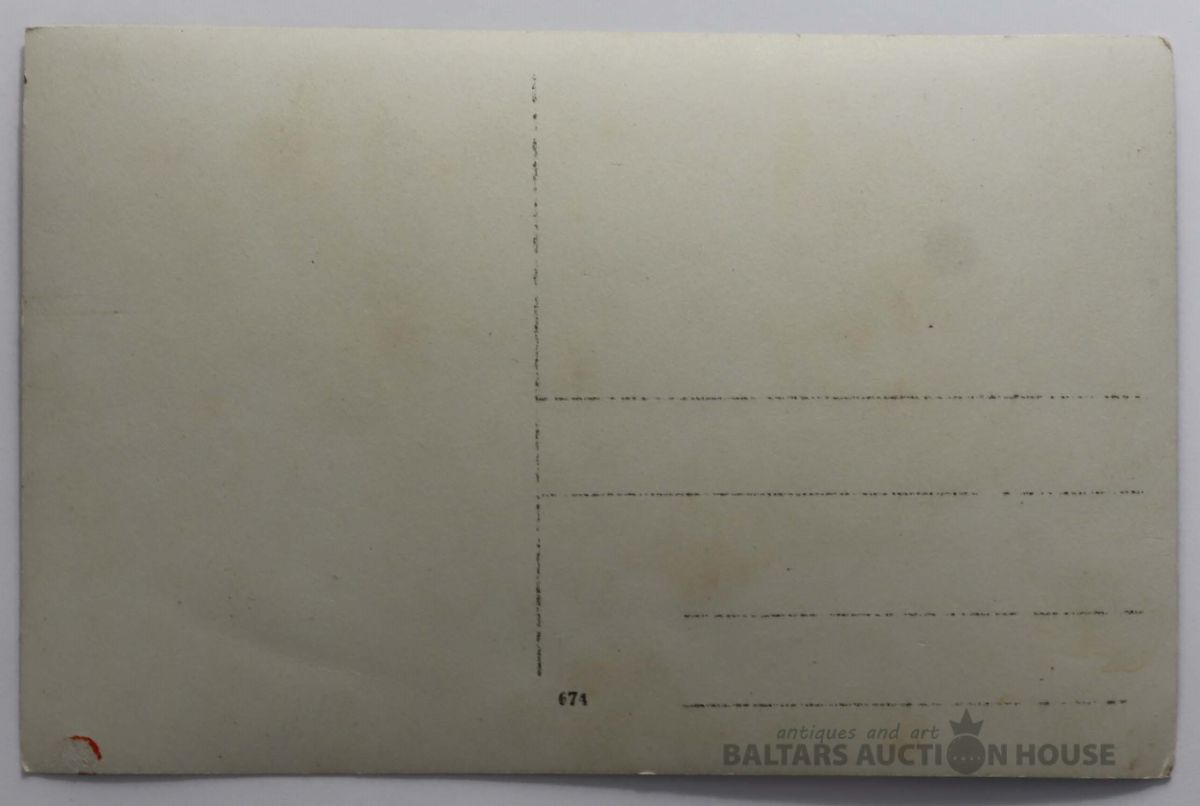 674
antiques and art
BALTARS AUCTION HOUSE